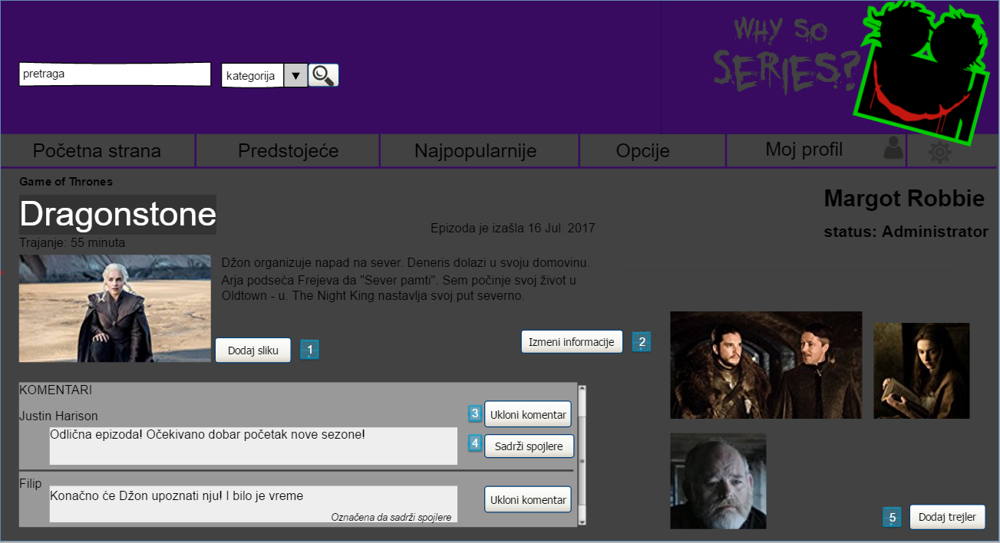 WHY SO
SERIES?
pretraga
kategorija
Početna strana
Predstojeće
Najpopularnije
Opcije
Moj profil
Game of Thrones
Dragonstone
Trajanje: 55 minuta
Epizoda je izašla 16 Jul. 2017
Margot Robbie
status: Administrator
Džon organizuje napad na sever. Deneris dolazi u svoju domovinu.
Arja podseća Frejeva da "Sever pamti". Sem počinje svoj život u
Oldtown - u. The Night King nastavlja svoj put severno.
Dodaj sliku
1
Izmeni informacije
2
KOMENTARI
Justin Harison
3
Ukloni komentar
Odlična epizoda! Očekivano dobar početak nove sezone!
4
Sadrži spojlere
Filip
Konačno će Džon upoznati nju! I bilo je vreme
Označena da sadrži spojlere
Ukloni komentar
5
Dodaj trejler